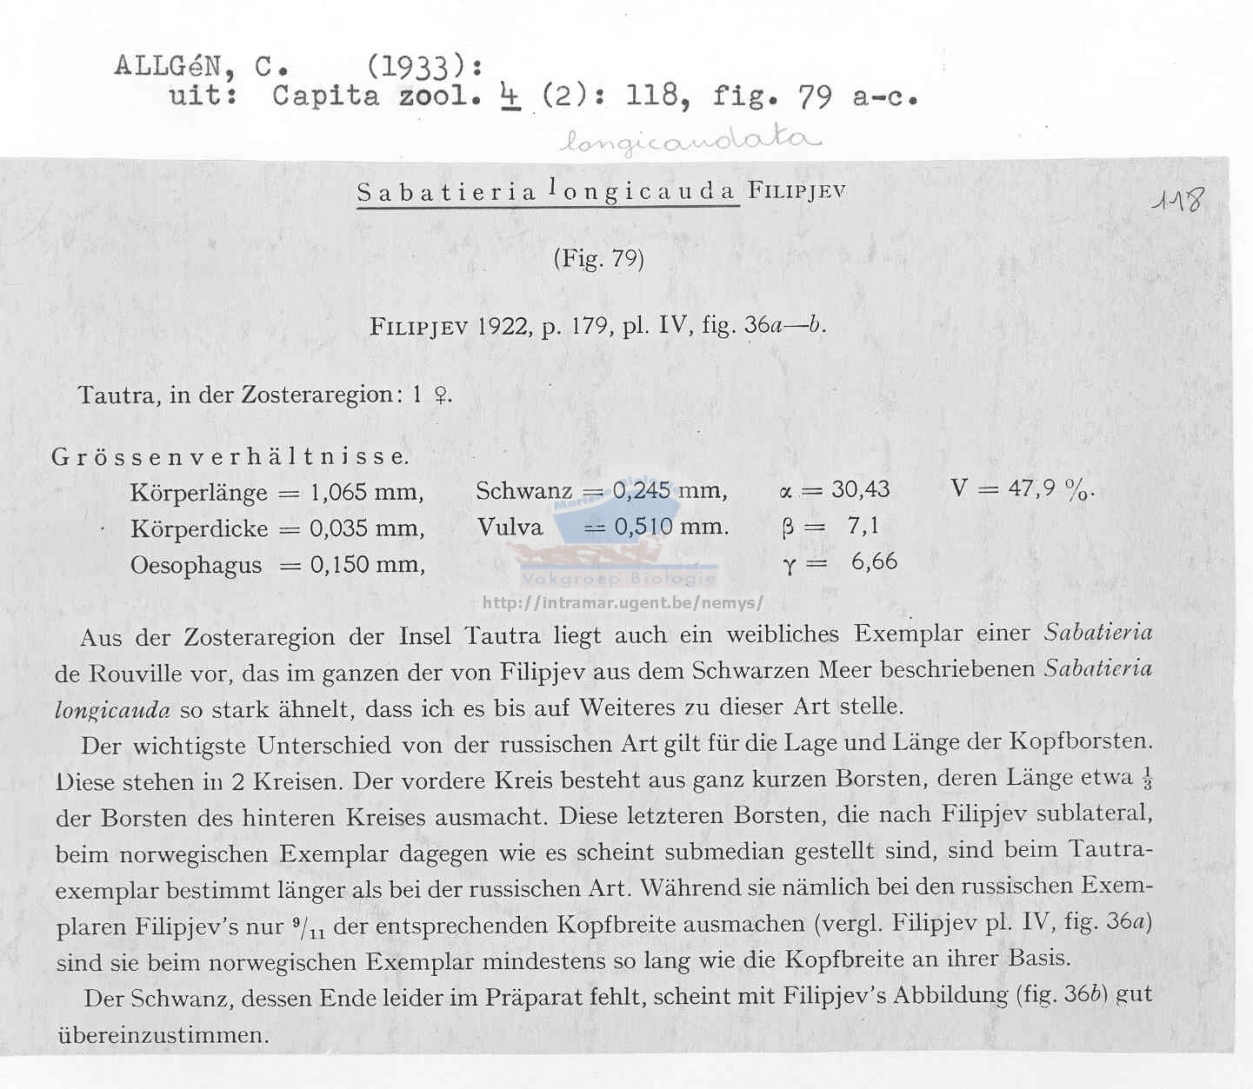 ALLGéN, C. (1933):
uit: Capita zool. 4 (2): 118, fig. 79 a-c.
longicaudata
Sabatieria longicauda FILIPJEV
118
(Fig. 79)
FILIPJEV 1922, p. 179, pl. IV, fig. 36a—b.
Tautra, in der Zosteraregion: 1 ♀.
Grössenverhältnisse.
Körperlänge = 1,065 mm, Schwanz = 0,245 mm, α = 30,43 V = 47,9 %.
Körperdicke = 0,035 mm, Vulva = 0,510 mm. β = 7,1
Oesophagus = 0,150 mm, γ = 6,66
Vakgroep Biologie
http://intramar.ugent.be/nemys/
Aus der Zosteraregion der Insel Tautra liegt auch ein weibliches Exemplar einer Sabatieria
de Rouville vor, das im ganzen der von Filipjev aus dem Schwarzen Meer beschriebenen Sabatieria
longicauda so stark ähnelt, dass ich es bis auf Weiteres zu dieser Art stelle.
Der wichtigste Unterschied von der russischen Art gilt für die Lage und Länge der Kopfborsten.
Diese stehen in 2 Kreisen. Der vordere Kreis besteht aus ganz kurzen Borsten, deren Länge etwa ⅓
der Borsten des hinteren Kreises ausmacht. Diese letzteren Borsten, die nach Filipjev sublateral,
beim norwegischen Exemplar dagegen wie es scheint submedian gestellt sind, sind beim Tautra-
exemplar bestimmt länger als bei der russischen Art. Während sie nämlich bei den russischen Exem-
plaren Filipjev's nur ⁹/₁₁ der entsprechenden Kopfbreite ausmachen (vergl. Filipjev pl. IV, fig. 36a)
sind sie beim norwegischen Exemplar mindestens so lang wie die Kopfbreite an ihrer Basis.
Der Schwanz, dessen Ende leider im Präparat fehlt, scheint mit Filipjev's Abbildung (fig. 36b) gut
übereinzustimmen.